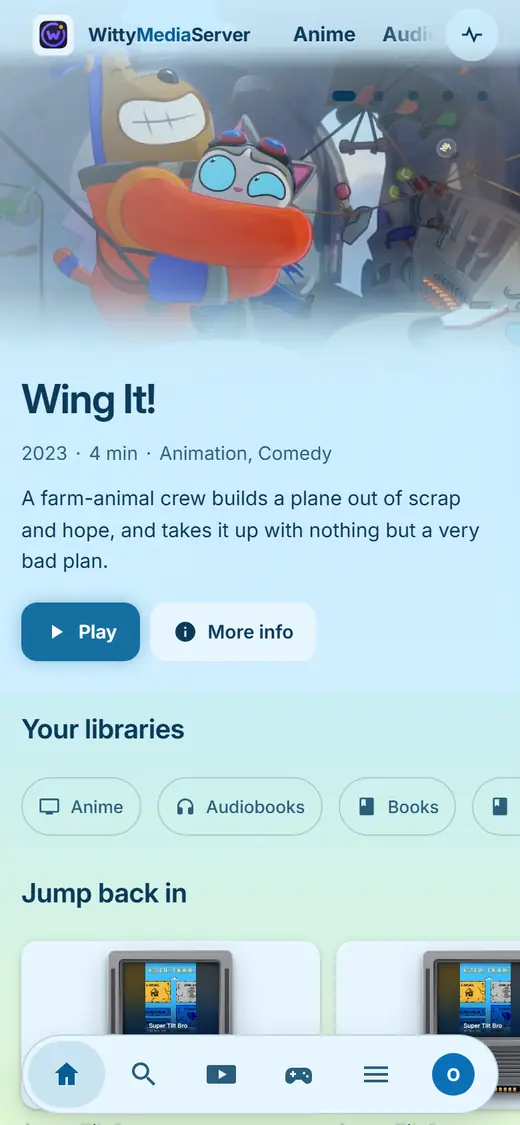 WittyMediaServer
Anime
Wing It!
2023 · 4 min · Animation, Comedy
A farm-animal crew builds a plane out of scrap
and hope, and takes it up with nothing but a very
bad plan.
Play
More info
Your libraries
Anime
Audiobooks
Books
Jump back in
Super Tilt Bro
Super Tilt Bro
O